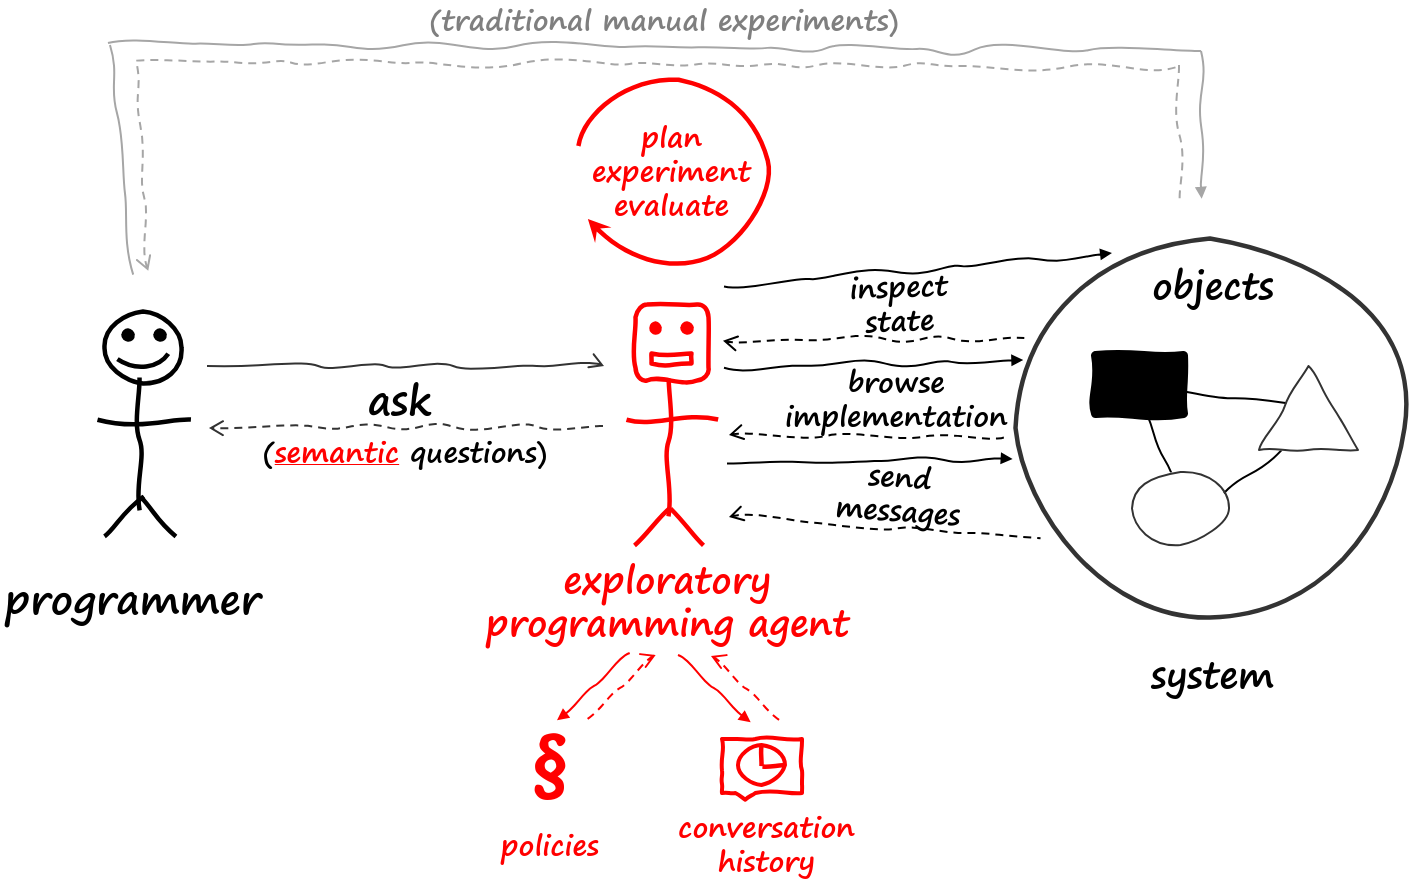 (traditional manual experiments)
plan
experiment
evaluate
inspect
state
objects
browse
implementation
ask
(semantic questions)
send
messages
programmer
exploratory
programming agent
system
§
policies
conversation
history